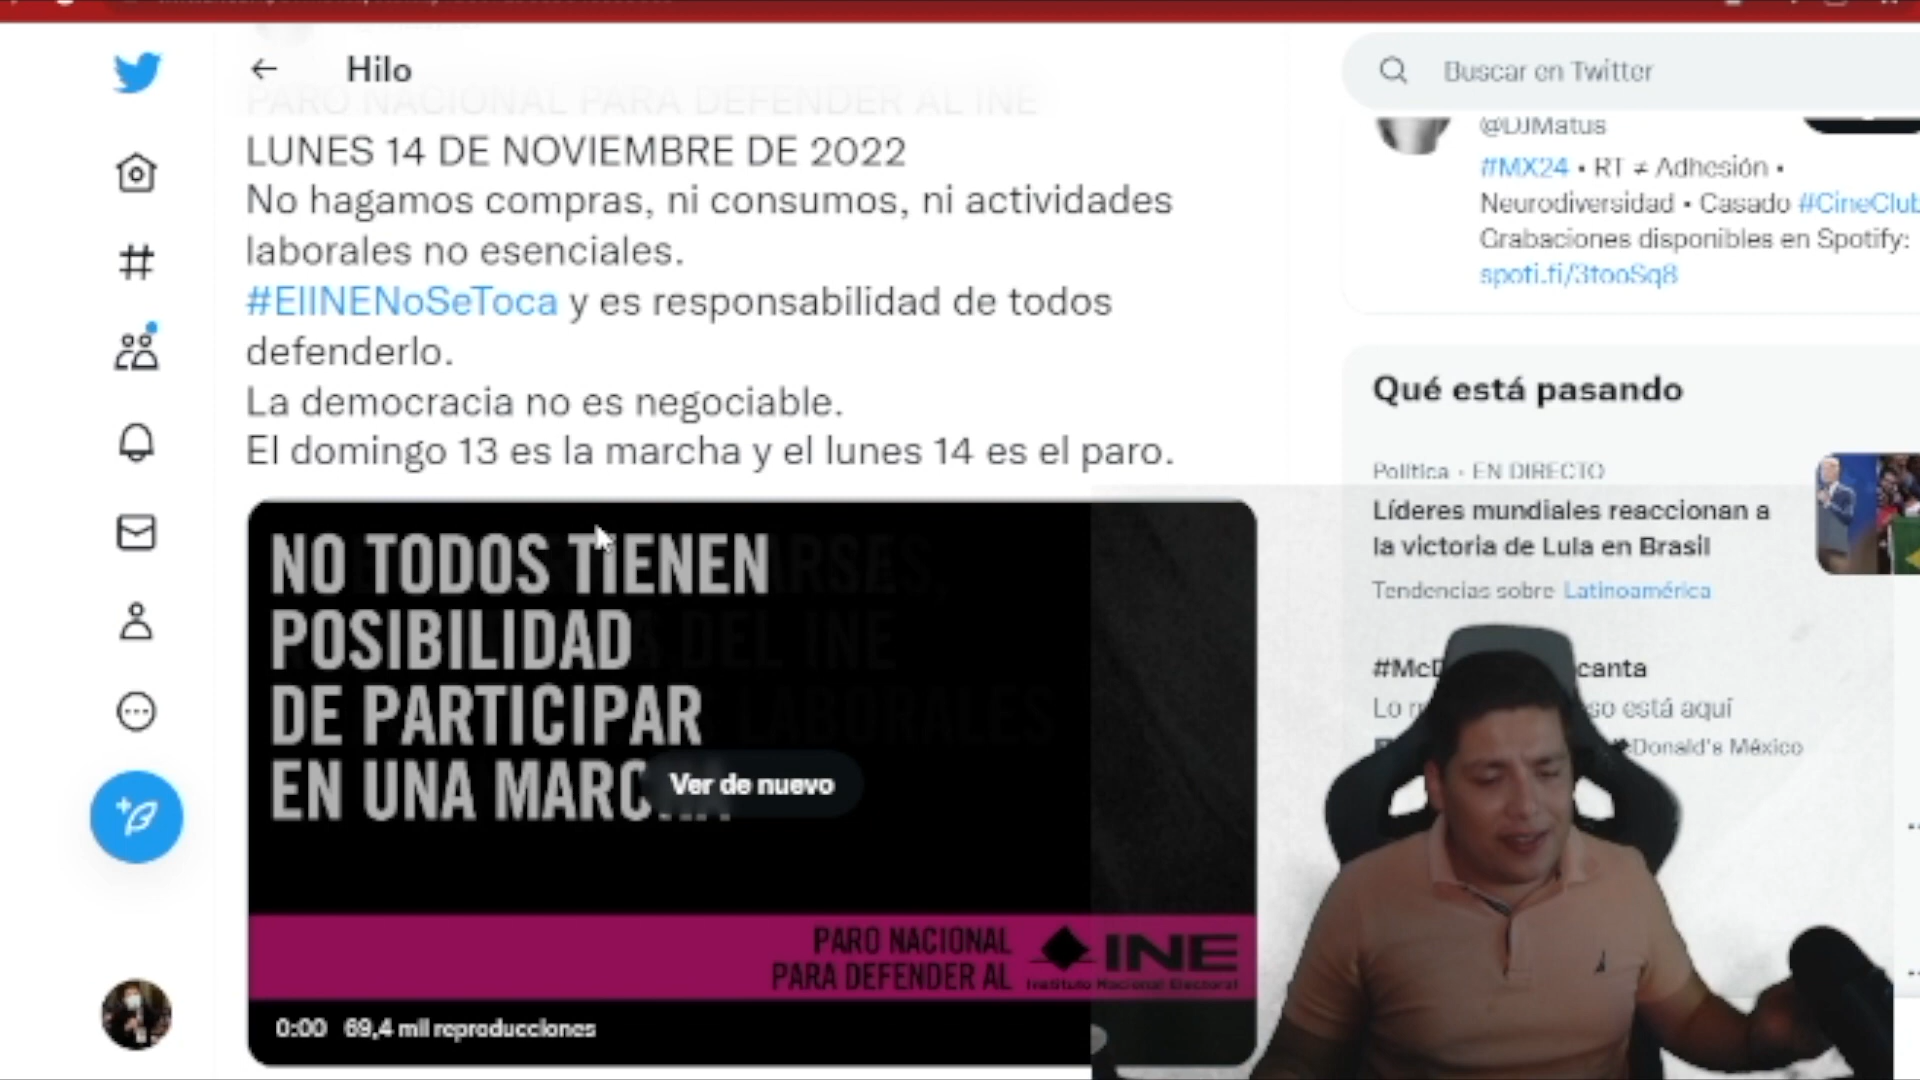 Hilo
PARO NACIONAL PARA DEFENDER AL INE
LUNES 14 DE NOVIEMBRE DE 2022
No hagamos compras, ni consumos, ni actividades
laborales no esenciales.
#ElINENoSeToca y es responsabilidad de todos
defenderlo.
La democracia no es negociable.
El domingo 13 es la marcha y el lunes 14 es el paro.
NO TODOS TIENEN
POSIBILIDAD
DE PARTICIPAR
EN UNA MARCHA
Ver de nuevo
PARO NACIONAL
PARA DEFENDER AL
INE
Instituto Nacional Electoral
0:00 69,4 mil reproducciones
Buscar en Twitter
@DJMatus
#MX24 • RT ≠ Adhesión •
Neurodiversidad • Casado #CineClub
Grabaciones disponibles en Spotify:
spoti.fi/3tooSq8
Qué está pasando
Política · EN DIRECTO
Líderes mundiales reaccionan a
la victoria de Lula en Brasil
Tendencias sobre Latinoamérica
canta
Lo
so está aquí
McDonald's México